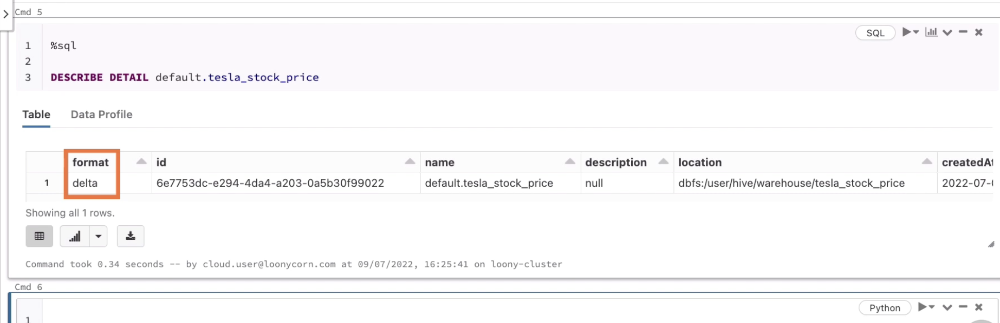 Cmd 5
SQL
1 %sql
2
3 DESCRIBE DETAIL default.tesla_stock_price
Table Data Profile
format id name description location createdAt
1 delta 6e7753dc-e294-4da4-a203-0a5b30f99022 default.tesla_stock_price null dbfs:/user/hive/warehouse/tesla_stock_price 2022-07-
Showing all 1 rows.
Command took 0.34 seconds -- by cloud.user@loonycorn.com at 09/07/2022, 16:25:41 on loony-cluster
Cmd 6
Python
1